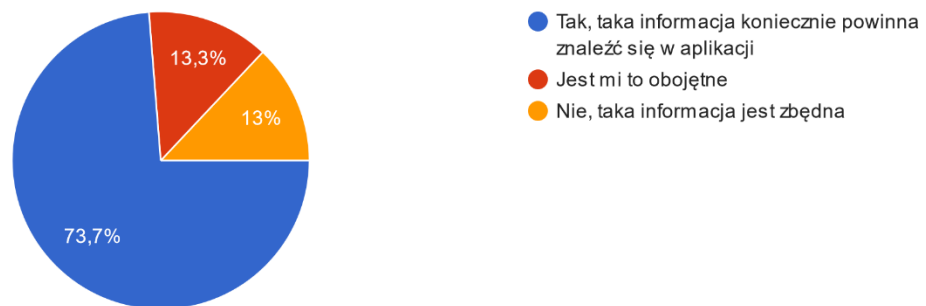 13,3%
13%
73,7%
Tak, taka informacja koniecznie powinna
znaleźć się w aplikacji
Jest mi to obojętne
Nie, taka informacja jest zbędna